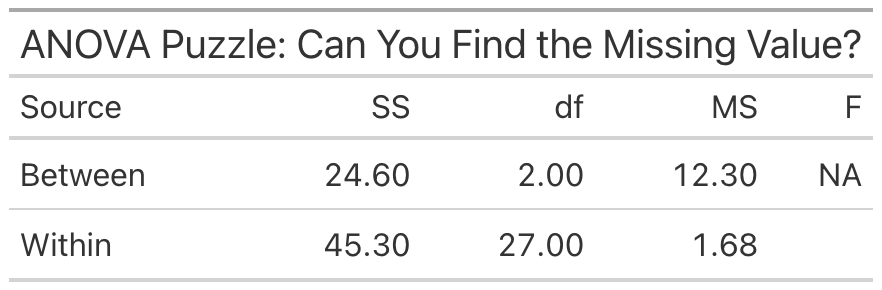 ANOVA Puzzle: Can You Find the Missing Value?
Source SS df MS F
Between 24.60 2.00 12.30 NA
Within 45.30 27.00 1.68